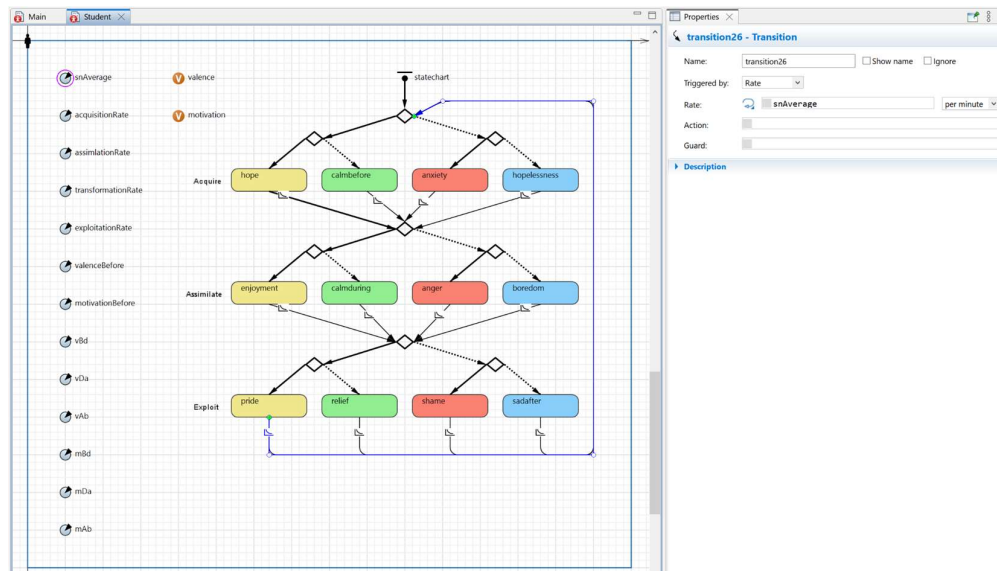 Main
Student
snAverage
acquisitionRate
assimlationRate
transformationRate
exploitationRate
valenceBefore
motivationBefore
vBd
vDa
vAb
mBd
mDa
mAb
valence
motivation
statechart
Acquire
hope
calmbefore
anxiety
hopelessness
Assimilate
enjoyment
calmduring
anger
boredom
Exploit
pride
relief
shame
sadafter
Properties
transition26 - Transition
Name: transition26 Show name Ignore
Triggered by: Rate
Rate: snAverage per minute
Action:
Guard:
Description